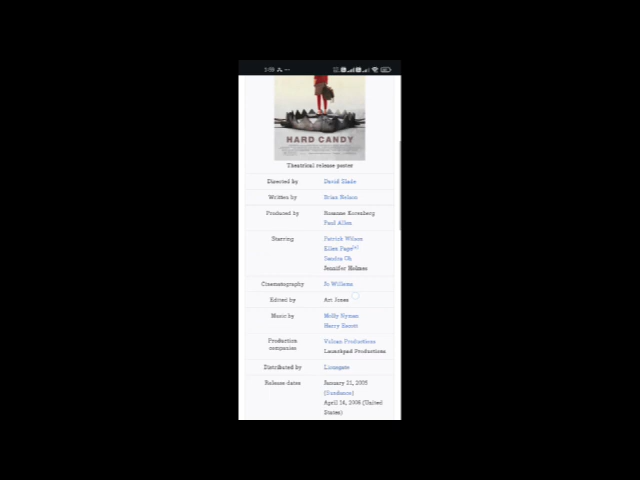 HARD CANDY
Theatrical release poster
Directed by David Slade
Written by Brian Nelson
Produced by Rosanne Korenberg
Paul Allen
Starring Patrick Wilson
Ellen Page[a]
Sandra Oh
Jennifer Holmes
Cinematography Jo Willems
Edited by Art Jones
Music by Molly Nyman
Harry Escott
Production companies Vulcan Productions
Launchpad Productions
Distributed by Lionsgate
Release dates January 21, 2005
(Sundance)
April 14, 2006 (United
States)